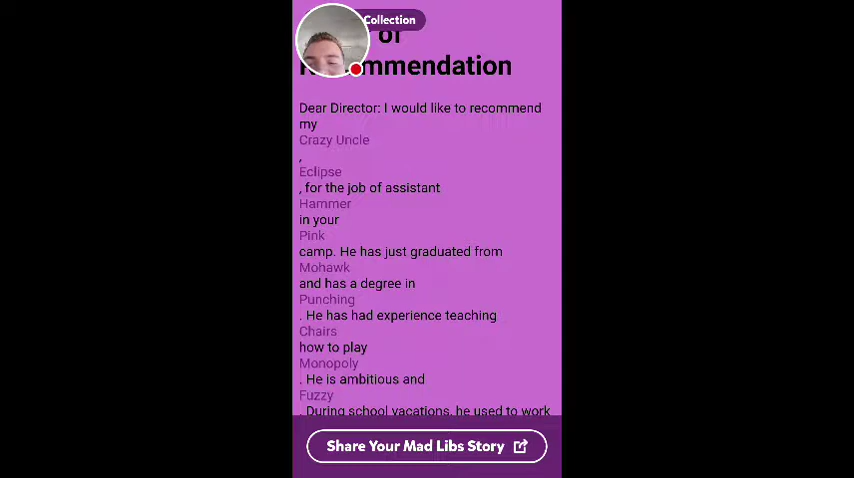 Collection
of
mmendation
Dear Director: I would like to recommend
my
Crazy Uncle
,
Eclipse
, for the job of assistant
Hammer
in your
Pink
camp. He has just graduated from
Mohawk
and has a degree in
Punching
. He has had experience teaching
Chairs
how to play
Monopoly
. He is ambitious and
Fuzzy
. During school vacations, he used to work
Share Your Mad Libs Story